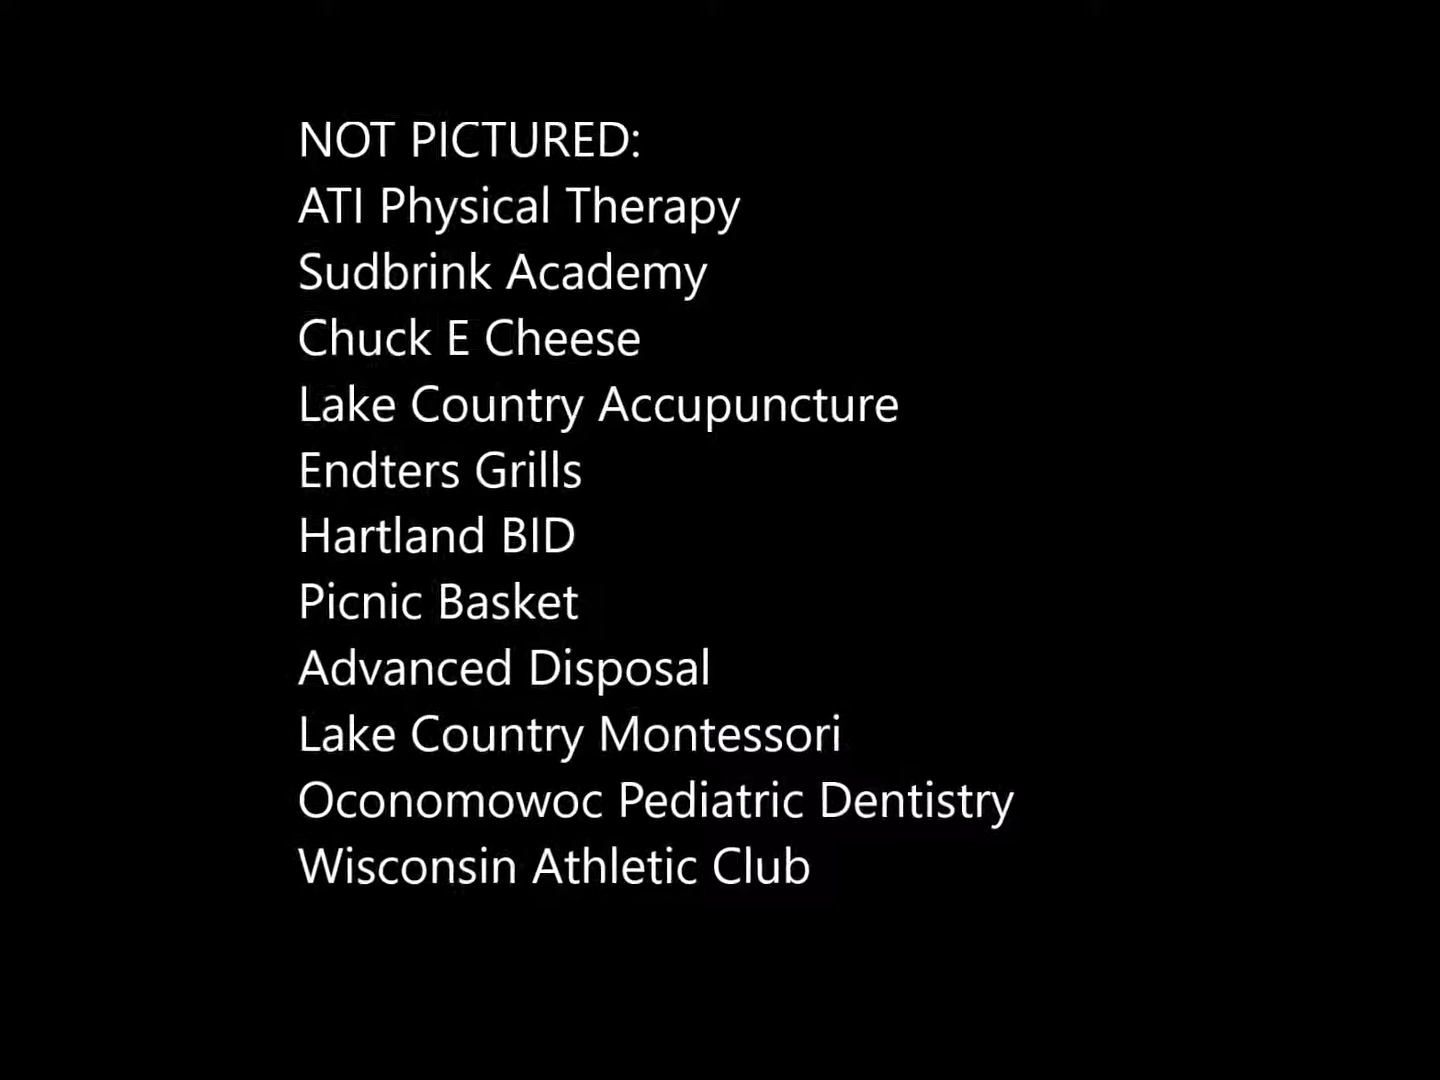 NOT PICTURED:
ATI Physical Therapy
Sudbrink Academy
Chuck E Cheese
Lake Country Accupuncture
Endters Grills
Hartland BID
Picnic Basket
Advanced Disposal
Lake Country Montessori
Oconomowoc Pediatric Dentistry
Wisconsin Athletic Club